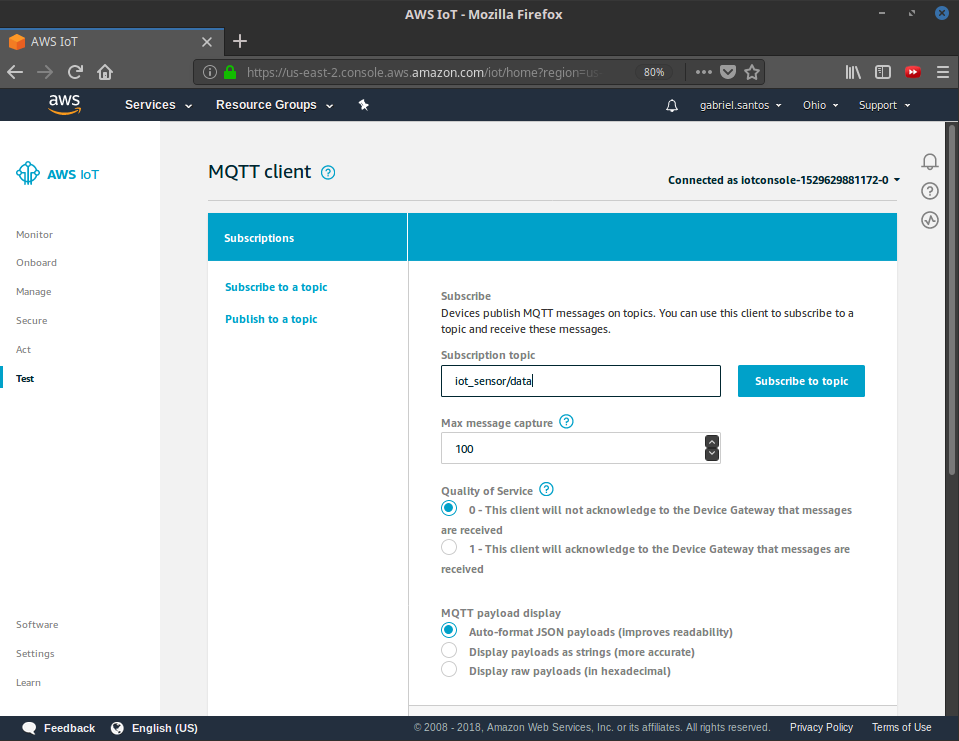 AWS IoT - Mozilla Firefox
AWS IoT
https://us-east-2.console.aws.amazon.com/iot/home?region=us-
80%
aws
Services
Resource Groups
gabriel.santos
Ohio
Support
AWS IoT
Monitor
Onboard
Manage
Secure
Act
Test
Software
Settings
Learn
MQTT client
Connected as iotconsole-1529629881172-0
Subscriptions
Subscribe to a topic
Publish to a topic
Subscribe
Devices publish MQTT messages on topics. You can use this client to subscribe to a
topic and receive these messages.
Subscription topic
iot_sensor/data
Subscribe to topic
Max message capture
100
Quality of Service
0 - This client will not acknowledge to the Device Gateway that messages
are received
1 - This client will acknowledge to the Device Gateway that messages are
received
MQTT payload display
Auto-format JSON payloads (improves readability)
Display payloads as strings (more accurate)
Display raw payloads (in hexadecimal)
Feedback
English (US)
© 2008 - 2018, Amazon Web Services, Inc. or its affiliates. All rights reserved.
Privacy Policy
Terms of Use